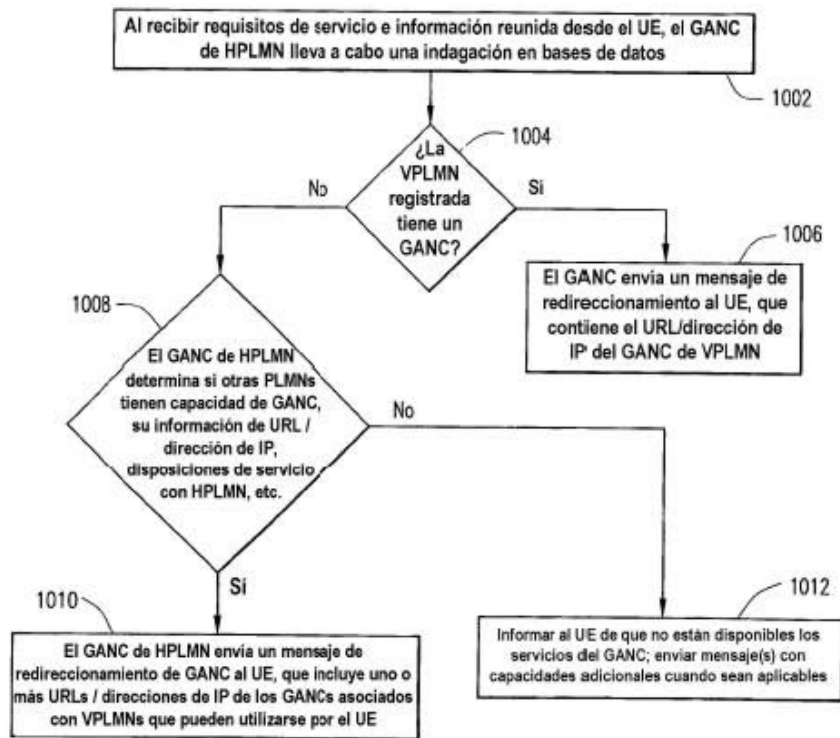 Al recibir requisitos de servicio e información reunida desde el UE, el GANC
de HPLMN lleva a cabo una indagación en bases de datos
1002
1004
¿La
VPLMN
registrada
tiene un
GANC?
No
Si
1006
El GANC envia un mensaje de
redireccionamiento al UE, que
contiene el URL/dirección de
IP del GANC de VPLMN
1008
El GANC de HPLMN
determina si otras PLMNs
tienen capacidad de GANC,
su información de URL /
dirección de IP,
disposiciones de servicio
con HPLMN, etc.
No
Sí
1010
El GANC de HPLMN envia un mensaje de
redireccionamiento de GANC al UE, que incluye uno o
más URLs / direcciones de IP de los GANCs asociados
con VPLMNs que pueden utilizarse por el UE
1012
Informar al UE de que no están disponibles los
servicios del GANC; enviar mensaje(s) con
capacidades adicionales cuando sean aplicables